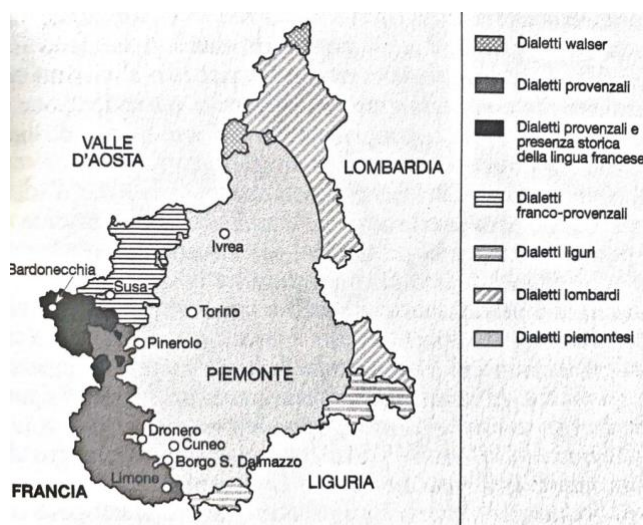 VALLE
D'AOSTA
LOMBARDIA
Ivrea
Bardonecchia
Susa
Torino
Pinerolo
PIEMONTE
Dronero
Cuneo
Borgo S. Dalmazzo
Limone
FRANCIA
LIGURIA
Dialetti walser
Dialetti provenzali
Dialetti provenzali e
presenza storica
della lingua francese
Dialetti
franco-provenzali
Dialetti liguri
Dialetti lombardi
Dialetti piemontesi